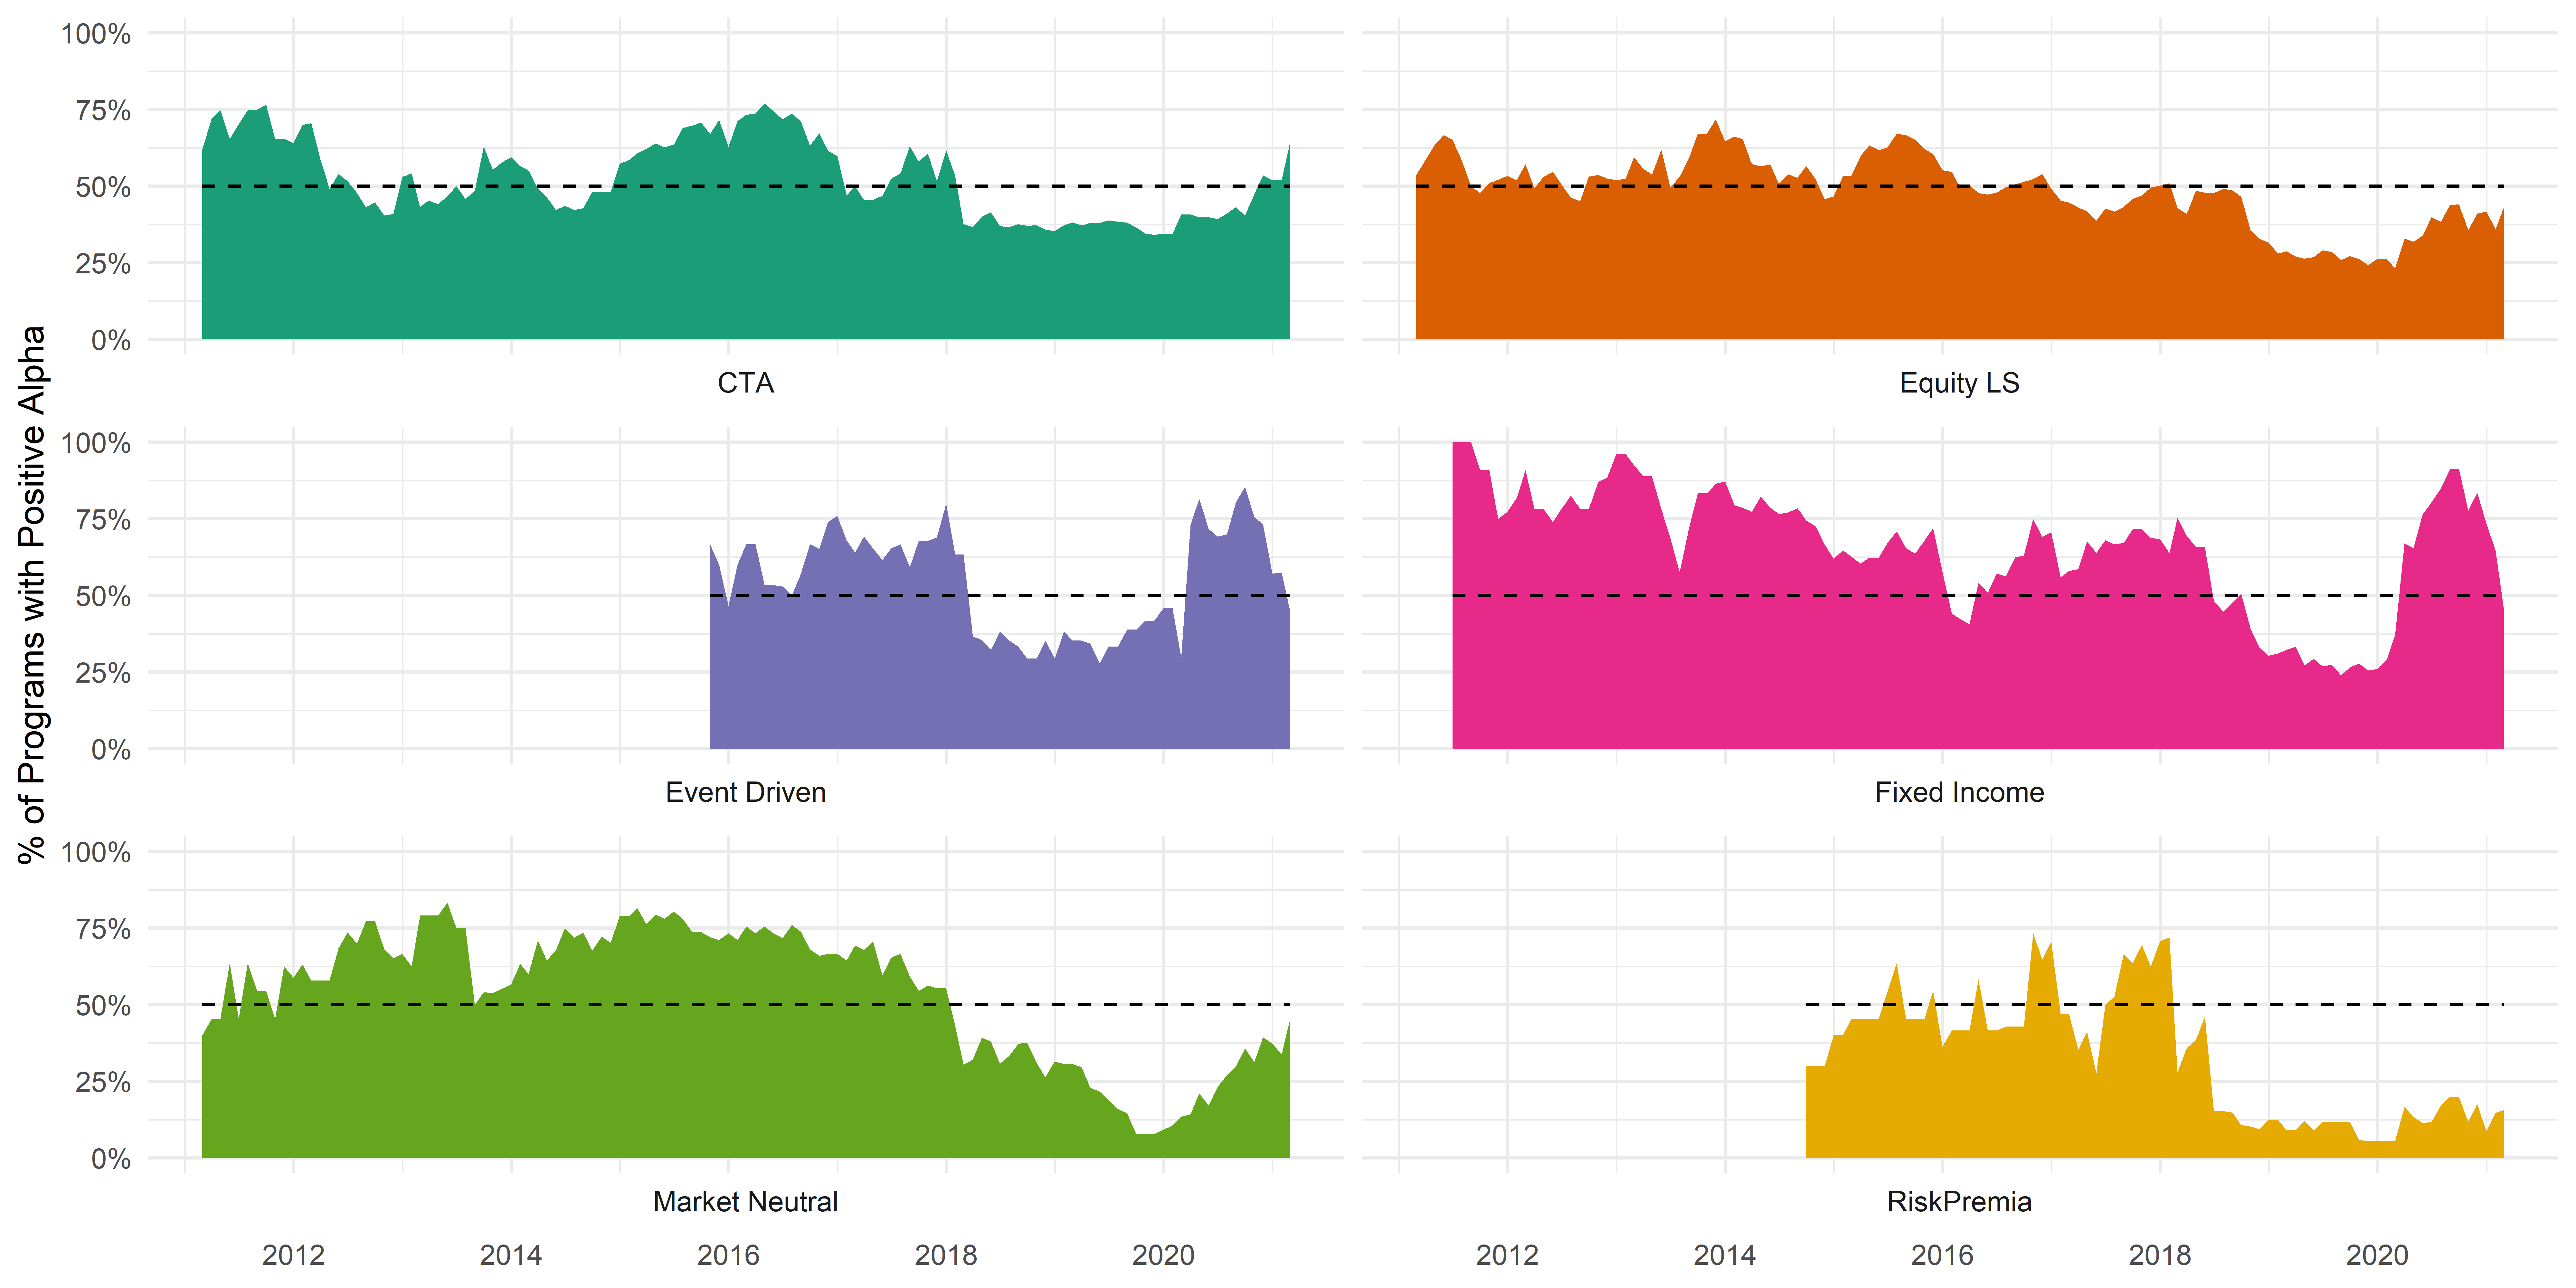 % of Programs with Positive Alpha
100%
75%
50%
25%
0%
CTA
Equity LS
100%
75%
50%
25%
0%
Event Driven
Fixed Income
100%
75%
50%
25%
0%
Market Neutral
RiskPremia
2012 2014 2016 2018 2020
2012 2014 2016 2018 2020